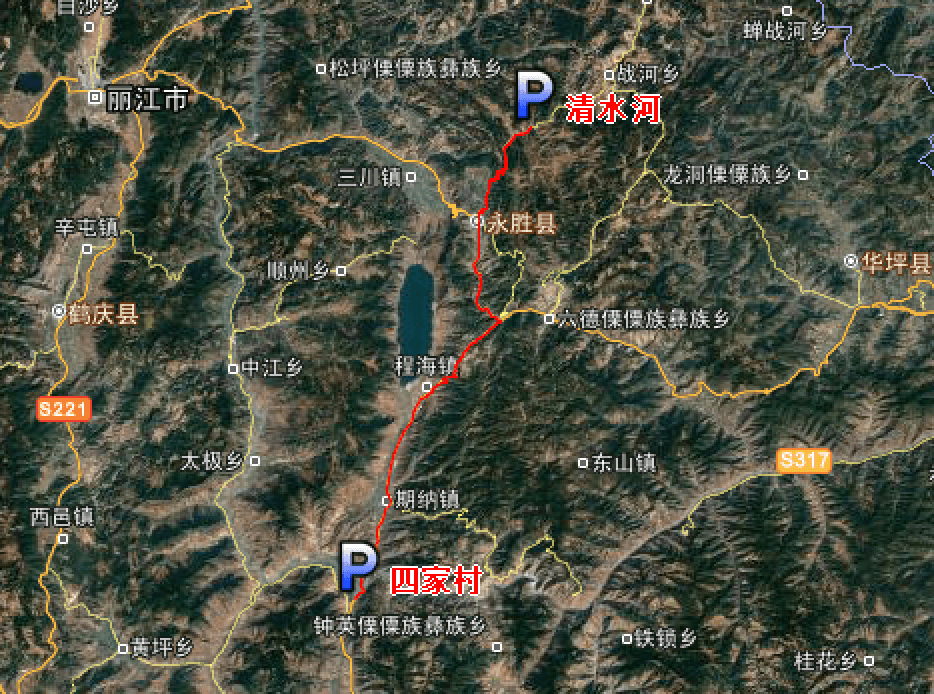 白沙乡
蝉战河乡
松坪傈僳族彝族乡
P
战河乡
丽江市
清水河
三川镇
龙洞傈僳族乡
辛屯镇
永胜县
顺州乡
华坪县
鹤庆县
六德傈僳族彝族乡
程海镇
中江乡
S221
太极乡
东山镇
S317
期纳镇
西邑镇
P
四家村
钟英傈僳族彝族乡
黄坪乡
铁锁乡
桂花乡